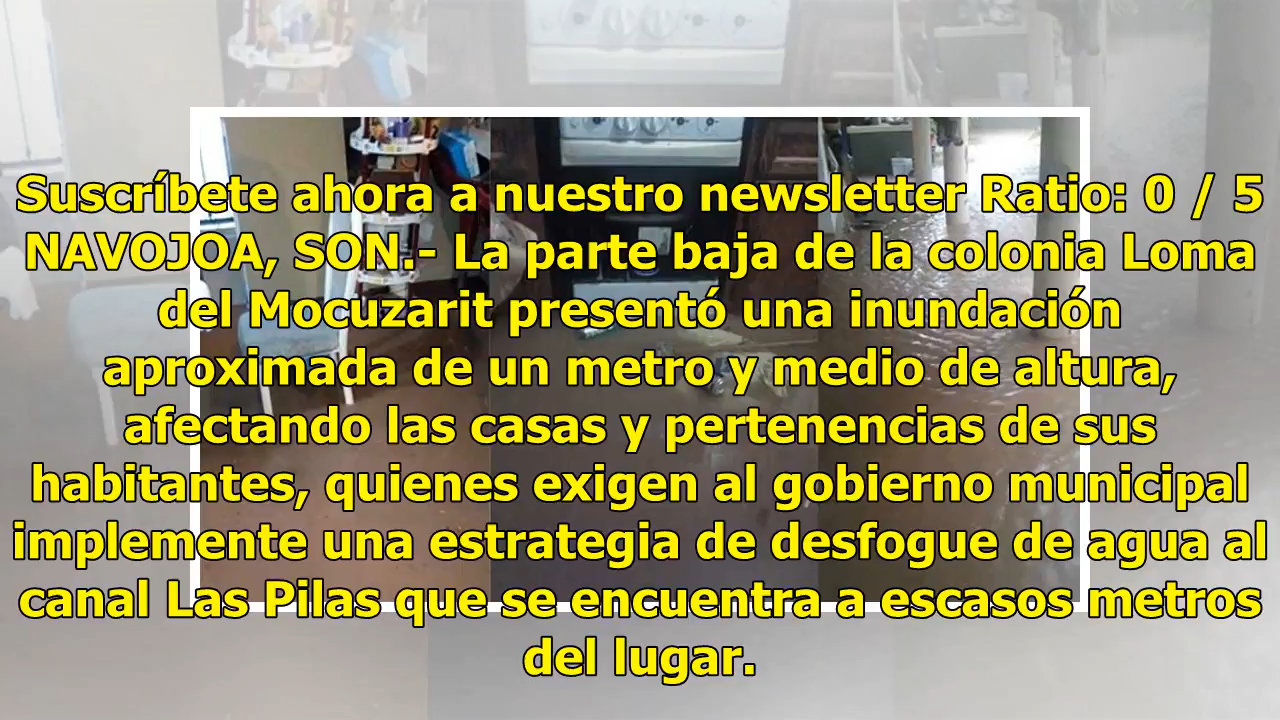 Suscríbete ahora a nuestro newsletter Ratio: 0 / 5
NAVOJOA, SON.- La parte baja de la colonia Loma
del Mocuzarit presentó una inundación
aproximada de un metro y medio de altura,
afectando las casas y pertenencias de sus
habitantes, quienes exigen al gobierno municipal
implemente una estrategia de desfogue de agua al
canal Las Pilas que se encuentra a escasos metros
del lugar.